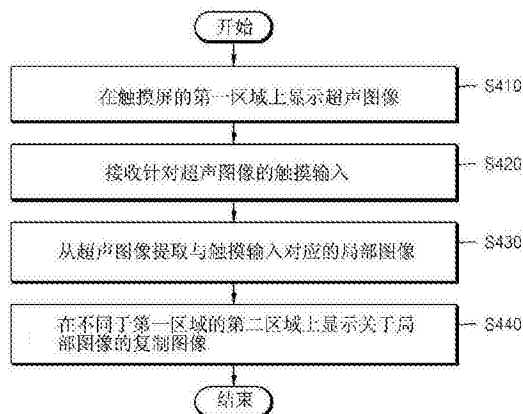 开始
在触摸屏的第一区域上显示超声图像
S410
接收针对超声图像的触摸输入
S420
从超声图像提取与触摸输入对应的局部图像
S430
在不同于第一区域的第二区域上显示关于局
部图像的复制图像
S440
结束